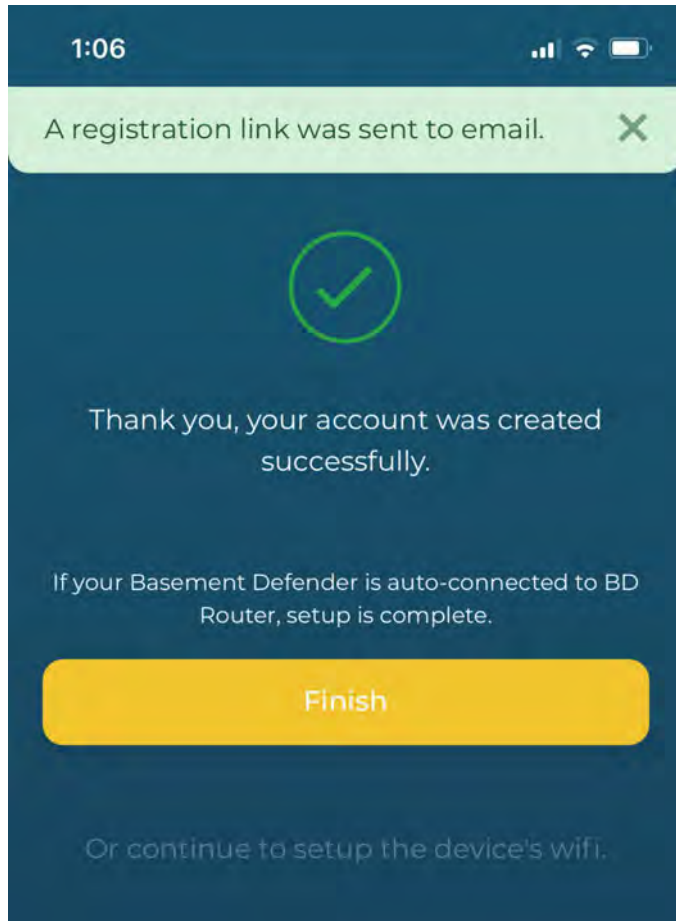 1:06
A registration link was sent to email.
Thank you, your account was created
successfully.
If your Basement Defender is auto-connected to BD
Router, setup is complete.
Finish
Or continue to setup the device's wifi.